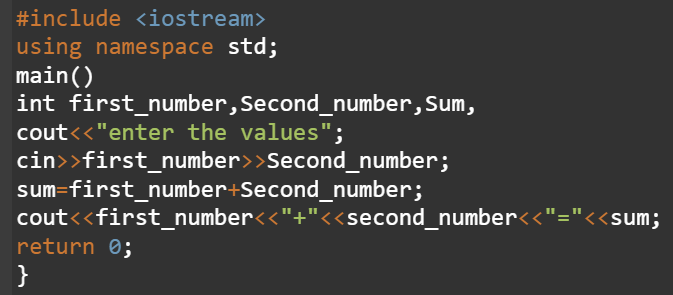 #include <iostream>
using namespace std;
main()
int first_number,Second_number,Sum,
cout<<"enter the values";
cin>>first_number>>Second_number;
sum=first_number+Second_number;
cout<<first_number<<"+"<<second_number<<"="<<sum;
return 0;
}